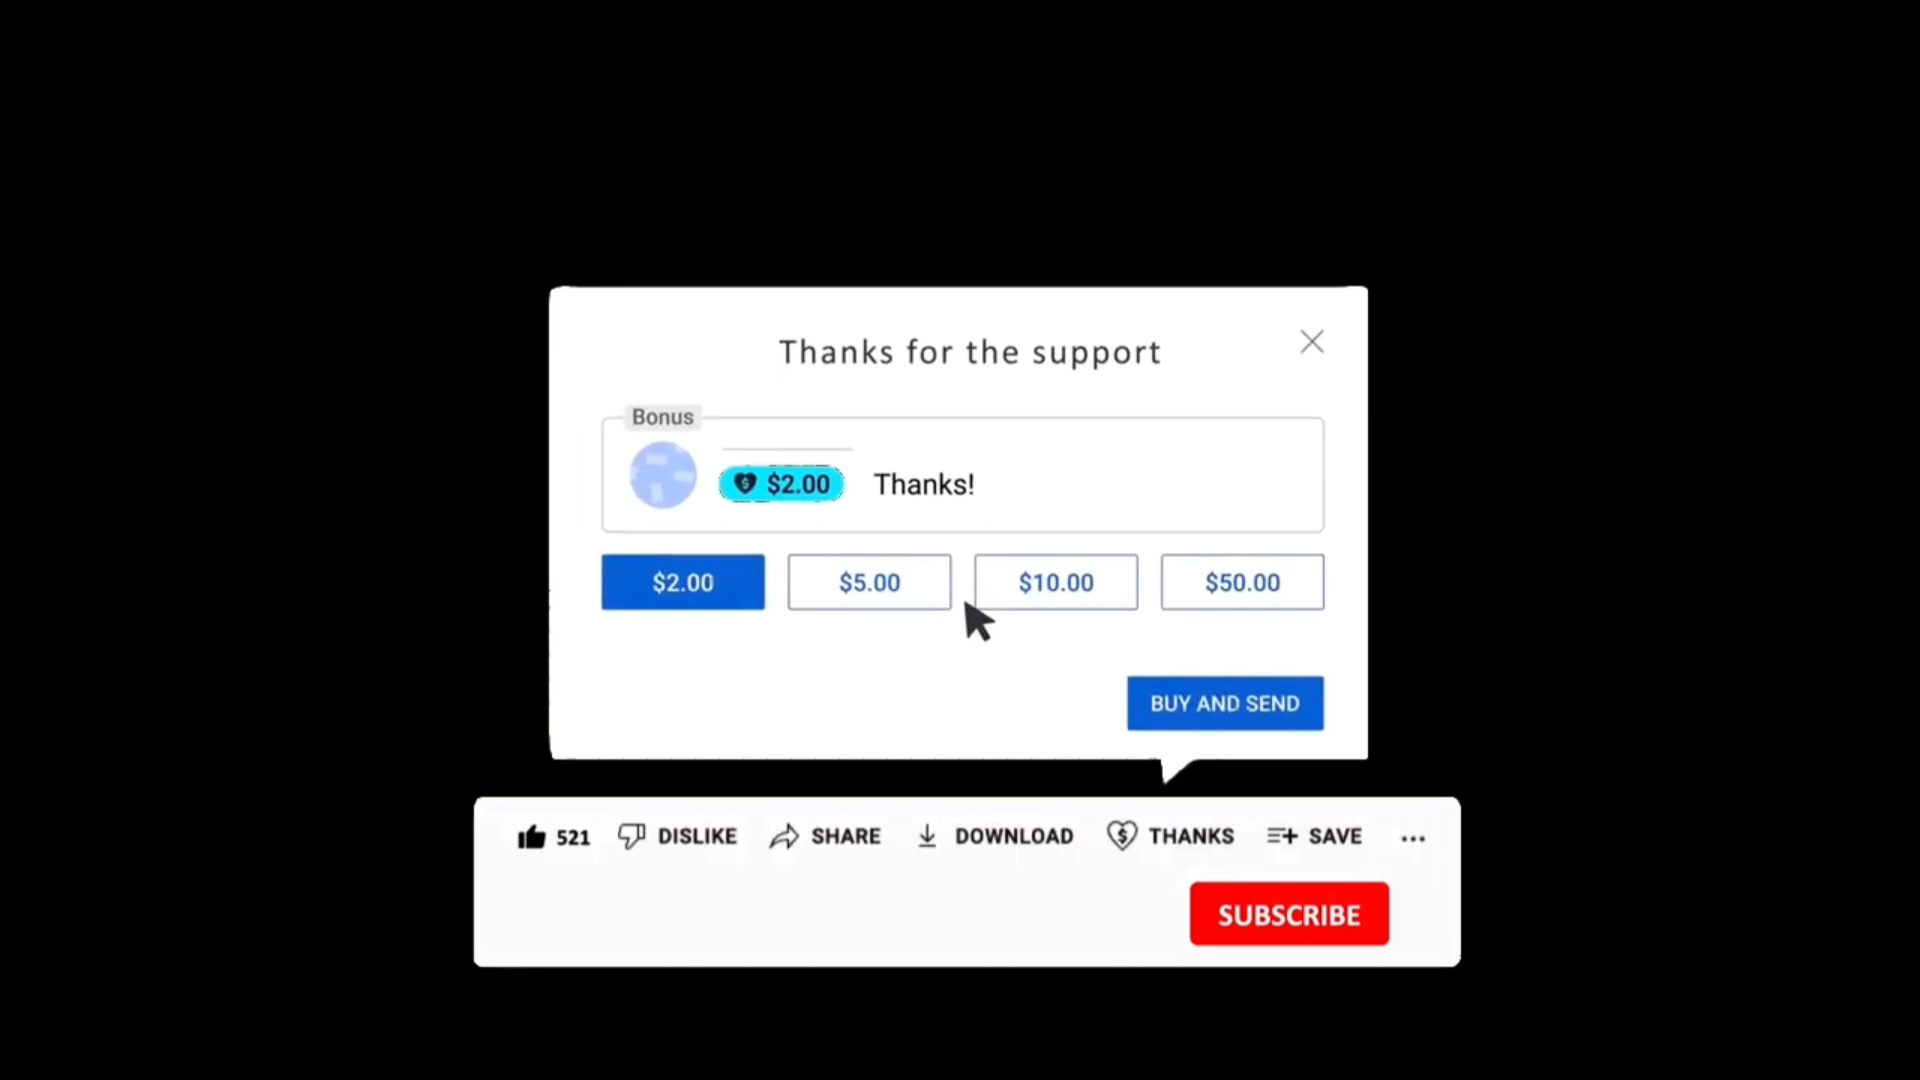 Thanks for the support
Bonus
$2.00 Thanks!
$2.00 $5.00 $10.00 $50.00
BUY AND SEND
521 DISLIKE SHARE DOWNLOAD THANKS SAVE ...
SUBSCRIBE